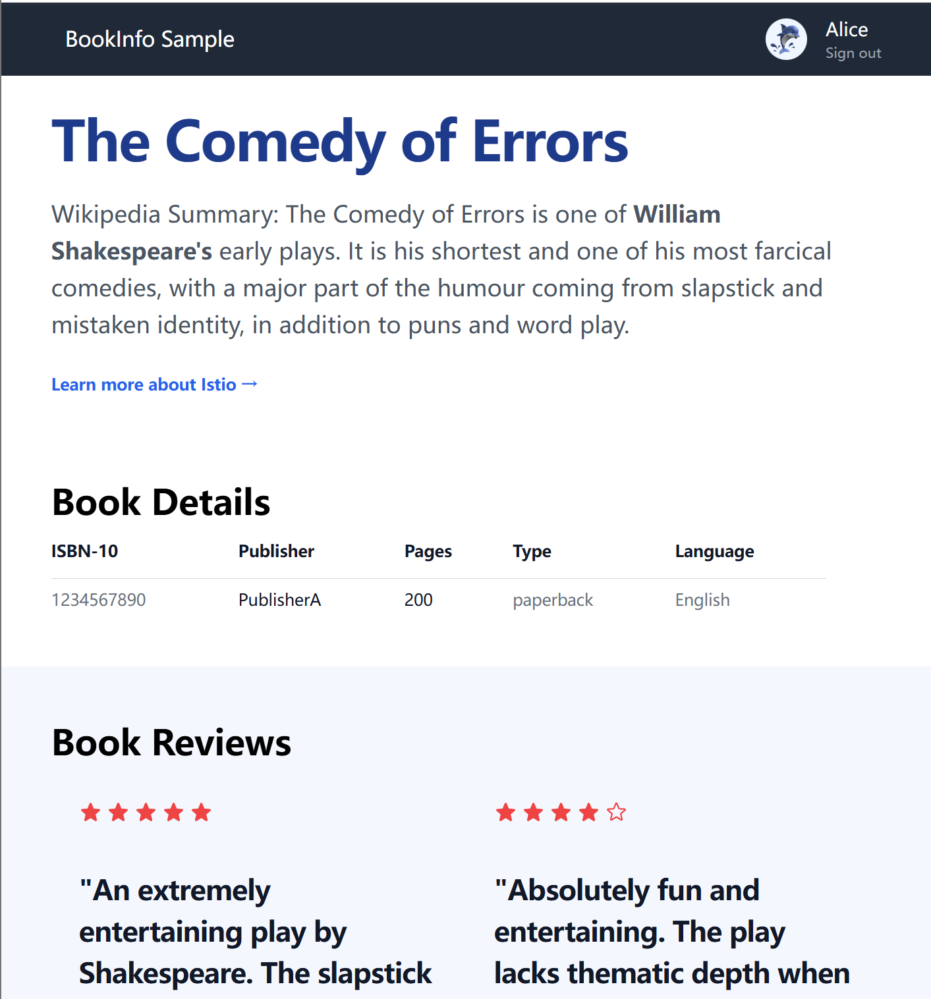 BookInfo Sample
Alice
Sign out
The Comedy of Errors
Wikipedia Summary: The Comedy of Errors is one of William
Shakespeare's early plays. It is his shortest and one of his most farcical
comedies, with a major part of the humour coming from slapstick and
mistaken identity, in addition to puns and word play.
Learn more about Istio →
Book Details
ISBN-10 Publisher Pages Type Language
1234567890 PublisherA 200 paperback English
Book Reviews
"An extremely
entertaining play by
Shakespeare. The slapstick
"Absolutely fun and
entertaining. The play
lacks thematic depth when